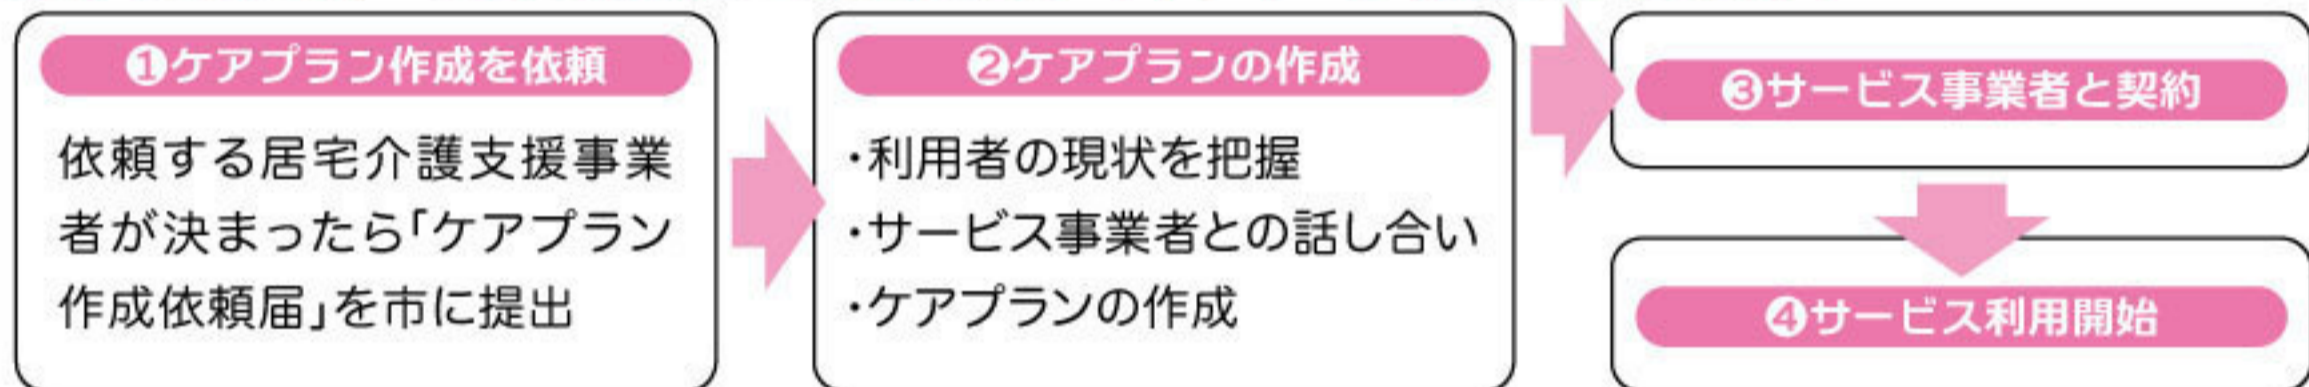 ❶ケアプラン作成を依頼
依頼する居宅介護支援事業
者が決まったら「ケアプラン
作成依頼届」を市に提出
❷ケアプランの作成
・利用者の現状を把握
・サービス事業者との話し合い
・ケアプランの作成
❸サービス事業者と契約
❹サービス利用開始